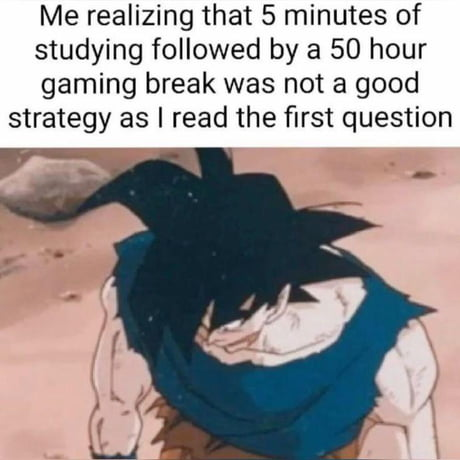 Me realizing that 5 minutes of
studying followed by a 50 hour
gaming break was not a good
strategy as I read the first question